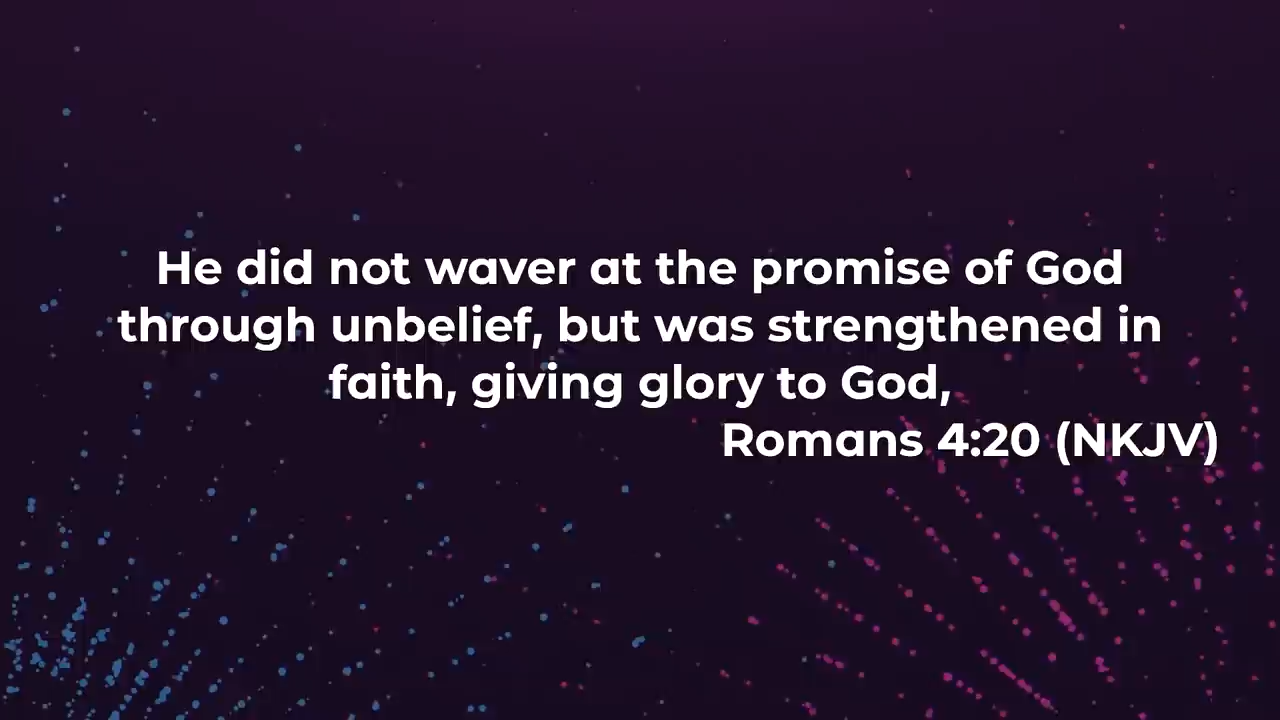 He did not waver at the promise of God
through unbelief, but was strengthened in
faith, giving glory to God,
Romans 4:20 (NKJV)